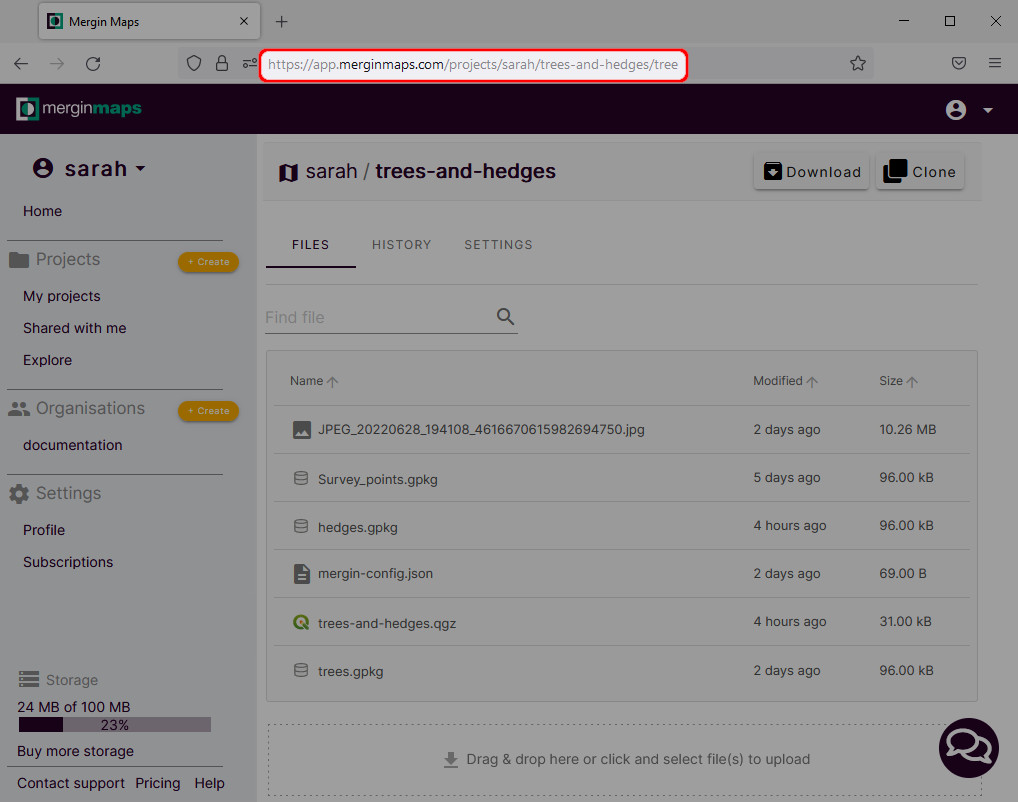 Mergin Maps
https://app.merginmaps.com/projects/sarah/trees-and-hedges/tree
merginmaps
sarah
Home
Projects
+ Create
My projects
Shared with me
Explore
Organisations
+ Create
documentation
Settings
Profile
Subscriptions
Storage
24 MB of 100 MB
23%
Buy more storage
Contact support Pricing Help
sarah / trees-and-hedges
Download
Clone
FILES HISTORY SETTINGS
Find file
Name Modified Size
JPEG_20220628_194108_4616670615982694750.jpg 2 days ago 10.26 MB
Survey_points.gpkg 5 days ago 96.00 kB
hedges.gpkg 4 hours ago 96.00 kB
mergin-config.json 2 days ago 69.00 B
trees-and-hedges.qgz 4 hours ago 31.00 kB
trees.gpkg 2 days ago 96.00 kB
Drag & drop here or click and select file(s) to upload